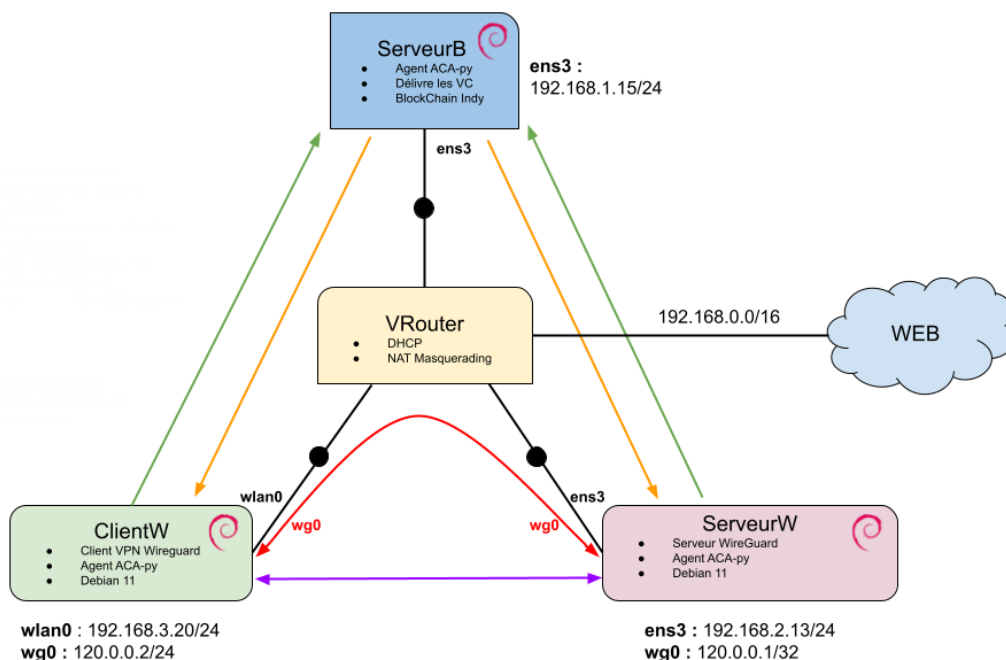 ServeurB
Agent ACA-py
Délivre les VC
BlockChain Indy
ens3 :
192.168.1.15/24
ens3
VRouter
DHCP
NAT Masquerading
192.168.0.0/16
WEB
wlan0
wg0
wg0
ens3
ClientW
Client VPN Wireguard
Agent ACA-py
Debian 11
ServeurW
Serveur WireGuard
Agent ACA-py
Debian 11
wlan0 : 192.168.3.20/24
wg0 : 120.0.0.2/24
ens3 : 192.168.2.13/24
wg0 : 120.0.0.1/32